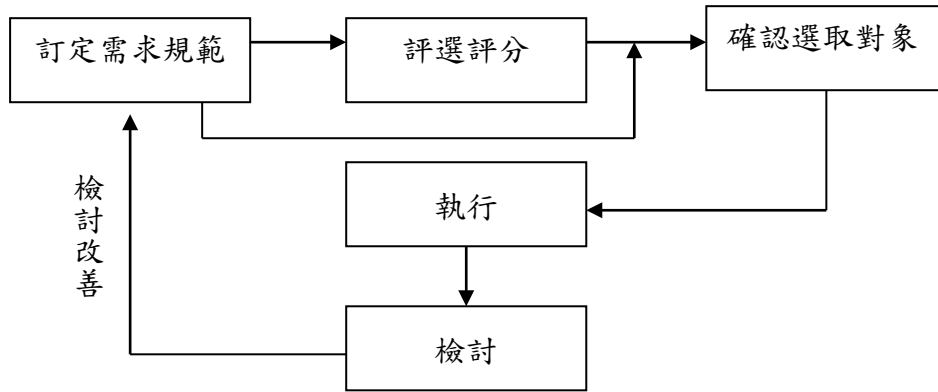 訂定需求規範
評選評分
確認選取對象
執行
檢討改善
檢討